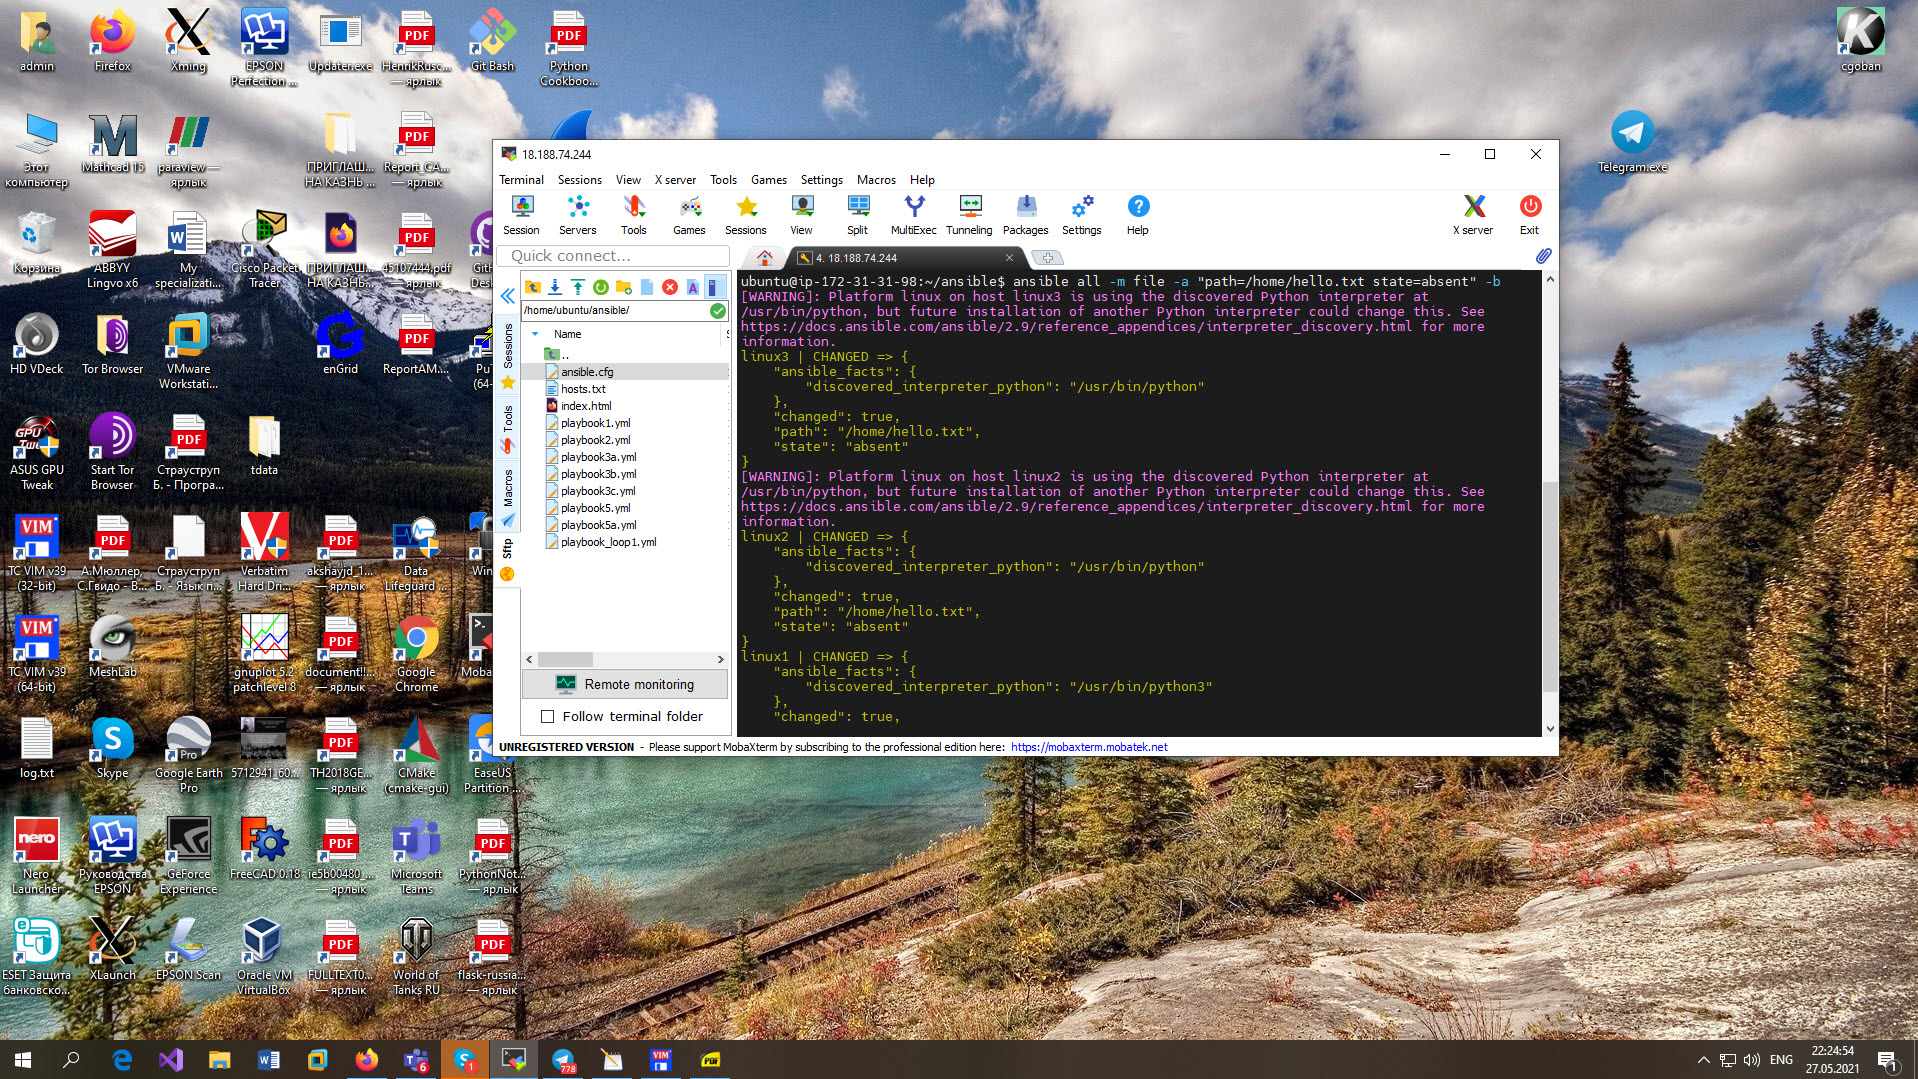 admin
Firefox
Xming
EPSON
Perfection ...
Updater.exe
HenrikRusc...
— ярлык
Git Bash
Python
Cookboo...
cgoban
Этот
компьютер
Mathcad 15
paraview —
ярлык
ПРИГЛАШ...
НА КАЗНЬ ...
Report_CA...
— ярлык
Telegram.exe
Корзина
ABBYY
Lingvo x6
My
specializati...
Cisco Packet
Tracer
ПРИГЛАШ...
НА КАЗНЬ...
45107444.pdf
— ярлык
HD VDeck
Tor Browser
VMware
Workstati...
enGrid
ReportAM...
ASUS GPU
Tweak
Start Tor
Browser
Страуструп
Б. - Програ...
tdata
TC VIM v39
(32-bit)
А.Мюллер,
С.Гвидо - В...
Страуструп
Б. - Язык п...
Verbatim
Hard Dri...
akshayjd_1...
— ярлык
Data
Lifeguard ...
TC VIM v39
(64-bit)
MeshLab
gnuplot 5.2
patchlevel 8
document!!...
— ярлык
Google
Chrome
log.txt
Skype
Google Earth
Pro
5712941_60...
TH2018GE...
— ярлык
CMake
(cmake-gui)
EaseUS
Partition ...
Nero
Launcher
Руководства
EPSON
GeForce
Experience
FreeCAD 0.18
ie5b00480_...
— ярлык
Microsoft
Teams
PythonNot...
— ярлык
ESET Защита
банковско...
XLaunch
EPSON Scan
Oracle VM
VirtualBox
FULLTEXT0...
— ярлык
World of
Tanks RU
flask-russia...
— ярлык
18.188.74.244
Terminal Sessions View X server Tools Games Settings Macros Help
Session Servers Tools Games Sessions View Split MultiExec Tunneling Packages Settings Help X server Exit
Quick connect...
4. 18.188.74.244
/home/ubuntu/ansible/
Name
..
ansible.cfg
hosts.txt
index.html
playbook1.yml
playbook2.yml
playbook3a.yml
playbook3b.yml
playbook3c.yml
playbook5.yml
playbook5a.yml
playbook_loop1.yml
Sessions
Tools
Macros
Sftp
Remote monitoring
Follow terminal folder
ubuntu@ip-172-31-31-98:~/ansible$ ansible all -m file -a "path=/home/hello.txt state=absent" -b
[WARNING]: Platform linux on host linux3 is using the discovered Python interpreter at
/usr/bin/python, but future installation of another Python interpreter could change this. See
https://docs.ansible.com/ansible/2.9/reference_appendices/interpreter_discovery.html for more
information.
linux3 | CHANGED => {
"ansible_facts": {
"discovered_interpreter_python": "/usr/bin/python"
},
"changed": true,
"path": "/home/hello.txt",
"state": "absent"
}
[WARNING]: Platform linux on host linux2 is using the discovered Python interpreter at
/usr/bin/python, but future installation of another Python interpreter could change this. See
https://docs.ansible.com/ansible/2.9/reference_appendices/interpreter_discovery.html for more
information.
linux2 | CHANGED => {
"ansible_facts": {
"discovered_interpreter_python": "/usr/bin/python"
},
"changed": true,
"path": "/home/hello.txt",
"state": "absent"
}
linux1 | CHANGED => {
"ansible_facts": {
"discovered_interpreter_python": "/usr/bin/python3"
},
"changed": true,
UNREGISTERED VERSION - Please support MobaXterm by subscribing to the professional edition here: https://mobaxterm.mobatek.net
ENG
22:24:54
27.05.2021